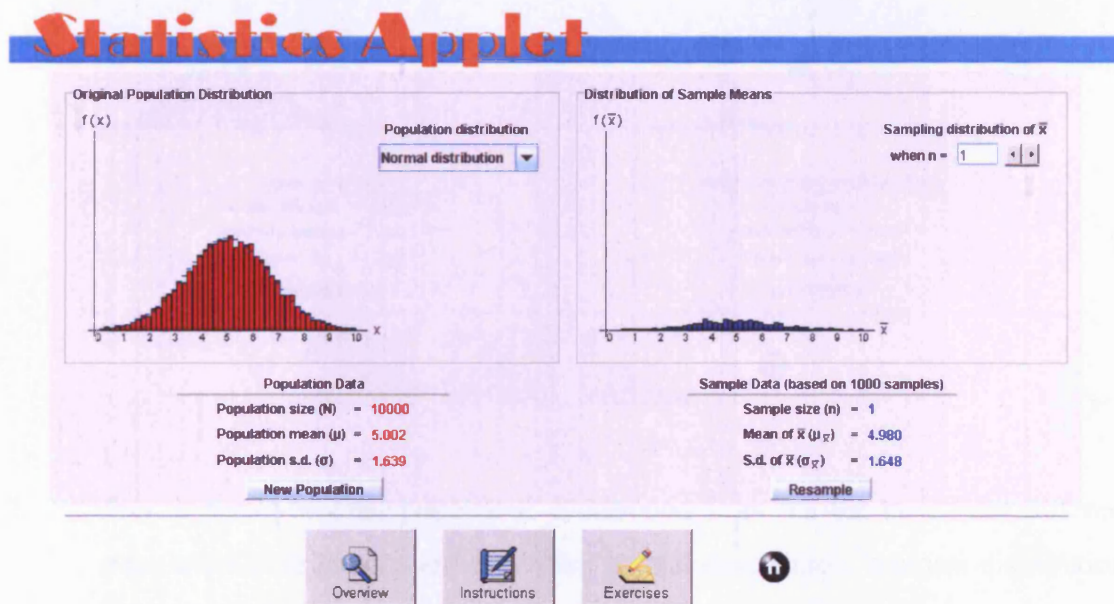 Statistics Applet
Original Population Distribution
f(x)
Population distribution
Normal distribution
0 1 2 3 4 5 6 7 8 9 10 x
Distribution of Sample Means
f(x̅)
Sampling distribution of x̅
when n = 1
0 1 2 3 4 5 6 7 8 9 10 x̅
Population Data
Population size (N) = 10000
Population mean (μ) = 5.002
Population s.d. (σ) = 1.639
New Population
Sample Data (based on 1000 samples)
Sample size (n) = 1
Mean of x̅ (μx̅) = 4.980
S.d. of x̅ (σx̅) = 1.648
Resample
Overview
Instructions
Exercises